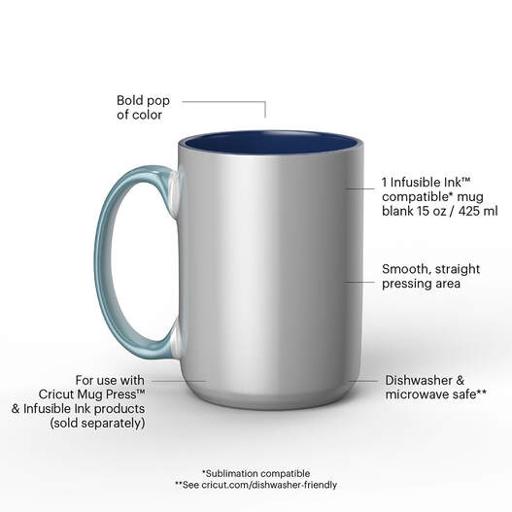 Bold pop
of color
1 Infusible Ink™
compatible* mug
blank 15 oz / 425 ml
Smooth, straight
pressing area
For use with
Cricut Mug Press™
& Infusible Ink products
(sold separately)
Dishwasher &
microwave safe**
*Sublimation compatible
**See cricut.com/dishwasher-friendly